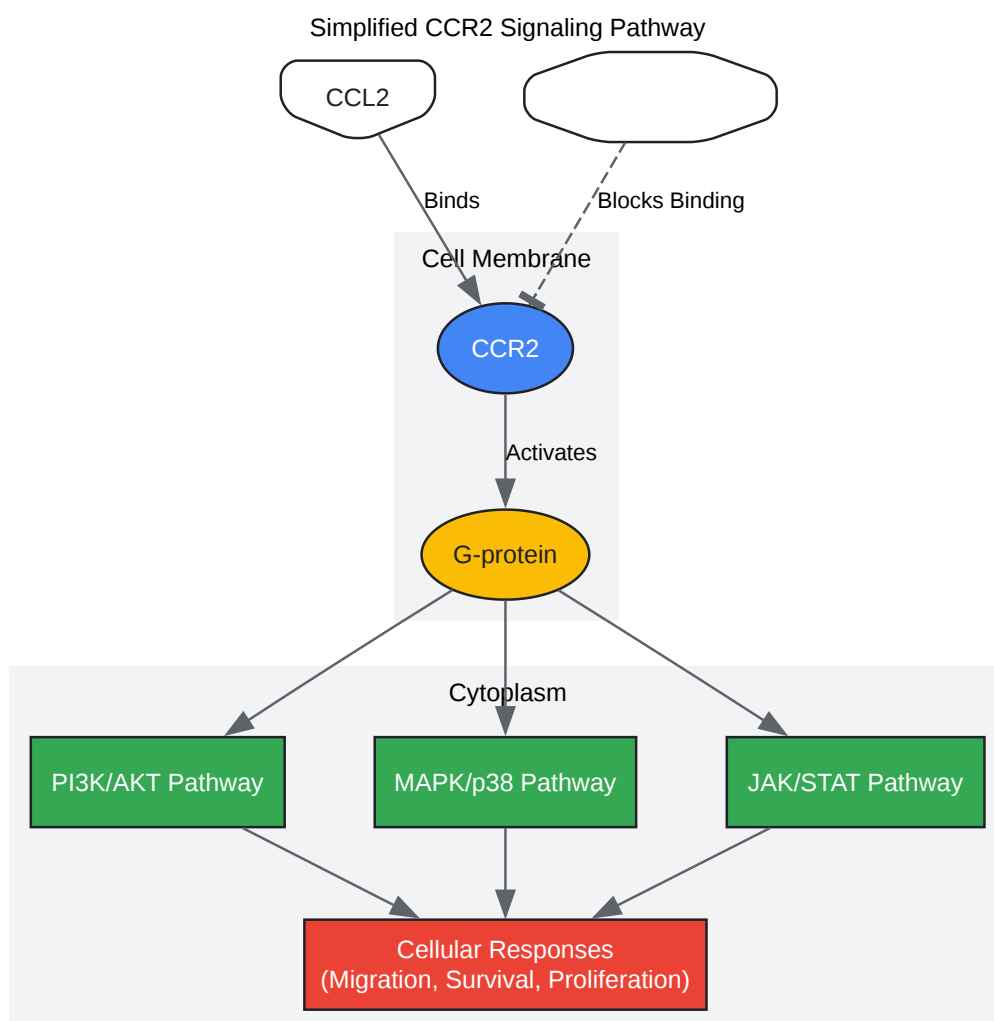 Simplified CCR2 Signaling Pathway
CCL2
Binds
Blocks Binding
Cell Membrane
CCR2
Activates
G-protein
Cytoplasm
PI3K/AKT Pathway
MAPK/p38 Pathway
JAK/STAT Pathway
Cellular Responses
(Migration, Survival, Proliferation)